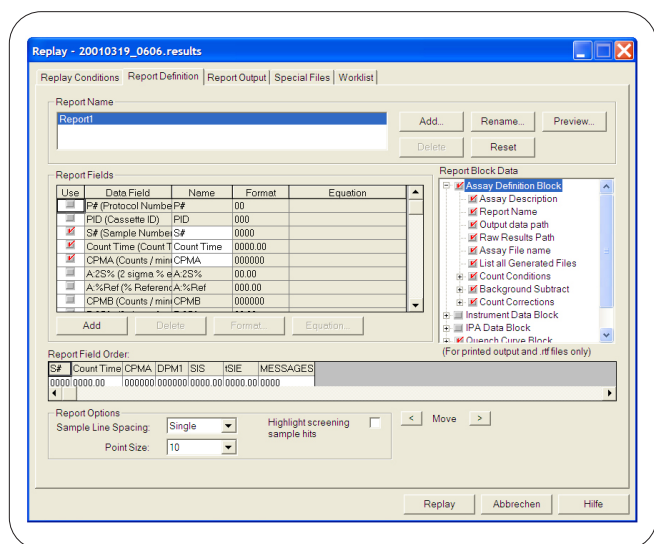 Replay - 20010319_0606.results
Replay Conditions Report Definition Report Output Special Files Worklist
Report Name
Report1
Add... Rename... Preview...
Delete Reset
Report Fields
Use Data Field Name Format Equation
P# (Protocol Numbe P# 00
PID (Cassette ID) PID 000
S# (Sample Number S# 0000
Count Time (Count T Count Time 0000.00
CPMA (Counts / min CPMA 000000
A:2S% (2 sigma % e A:2S% 00.00
A:%Ref (% Referenc A:%Ref 000.00
CPMB (Counts / min CPMB 000000
Add Delete Format... Equation...
Report Block Data
Assay Definition Block
Assay Description
Report Name
Output data path
Raw Results Path
Assay File name
List all Generated Files
Count Conditions
Background Subtract
Count Corrections
Instrument Data Block
IPA Data Block
Quench Curve Block
(For printed output and .rtf files only)
Report Field Order:
S# Count Time CPMA DPM1 SIS tSIE MESSAGES
0000 0000.00 000000 000000 0000.00 0000.00 0000
Report Options
Sample Line Spacing: Single
Point Size: 10
Highlight screening
sample hits
< Move >
Replay Abbrechen Hilfe